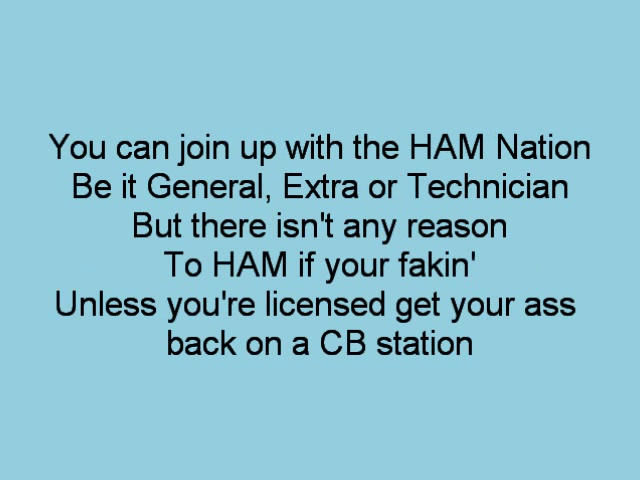 You can join up with the HAM Nation
Be it General, Extra or Technician
But there isn't any reason
To HAM if your fakin'
Unless you're licensed get your ass
back on a CB station